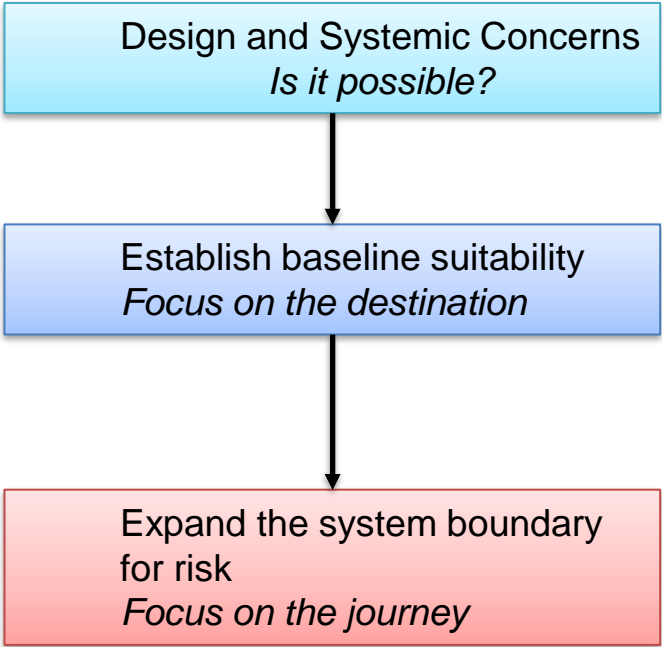 Design and Systemic Concerns
Is it possible?
Establish baseline suitability
Focus on the destination
Expand the system boundary
for risk
Focus on the journey